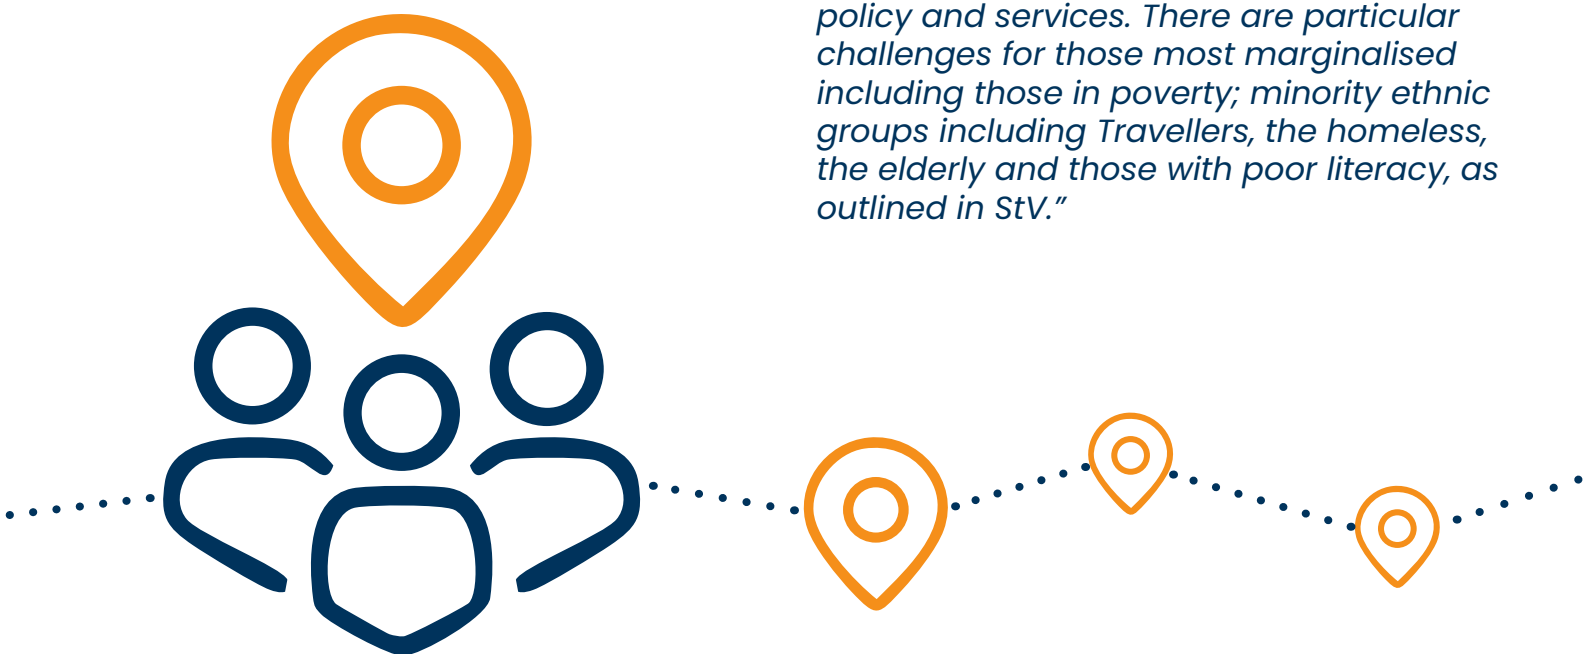 policy and services. There are particular
challenges for those most marginalised
including those in poverty; minority ethnic
groups including Travellers, the homeless,
the elderly and those with poor literacy, as
outlined in StV.”